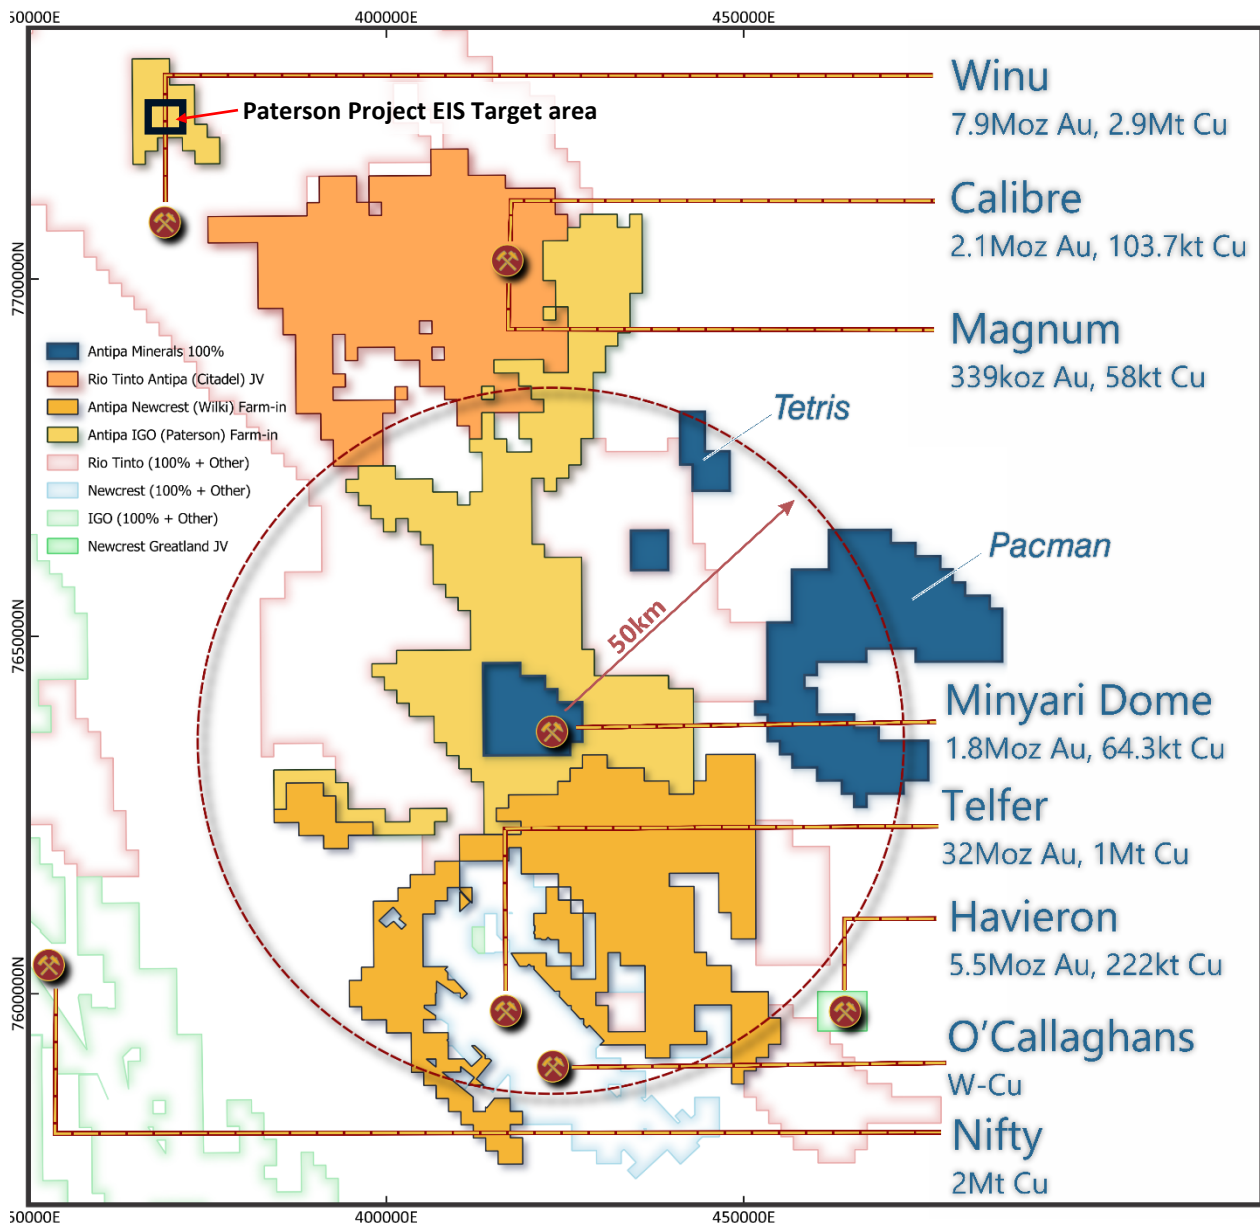 50000E
400000E
450000E
Winu
7.9Moz Au, 2.9Mt Cu
Paterson Project EIS Target area
Calibre
2.1Moz Au, 103.7kt Cu
7700000N
Magnum
339koz Au, 58kt Cu
Antipa Minerals 100%
Rio Tinto Antipa (Citadel) JV
Antipa Newcrest (Wilki) Farm-in
Antipa IGO (Paterson) Farm-in
Rio Tinto (100% + Other)
Newcrest (100% + Other)
IGO (100% + Other)
Newcrest Greatland JV
Tetris
Pacman
50km
7650000N
Minyari Dome
1.8Moz Au, 64.3kt Cu
Telfer
32Moz Au, 1Mt Cu
Havieron
5.5Moz Au, 222kt Cu
7600000N
O'Callaghans
W-Cu
Nifty
2Mt Cu
50000E
400000E
450000E